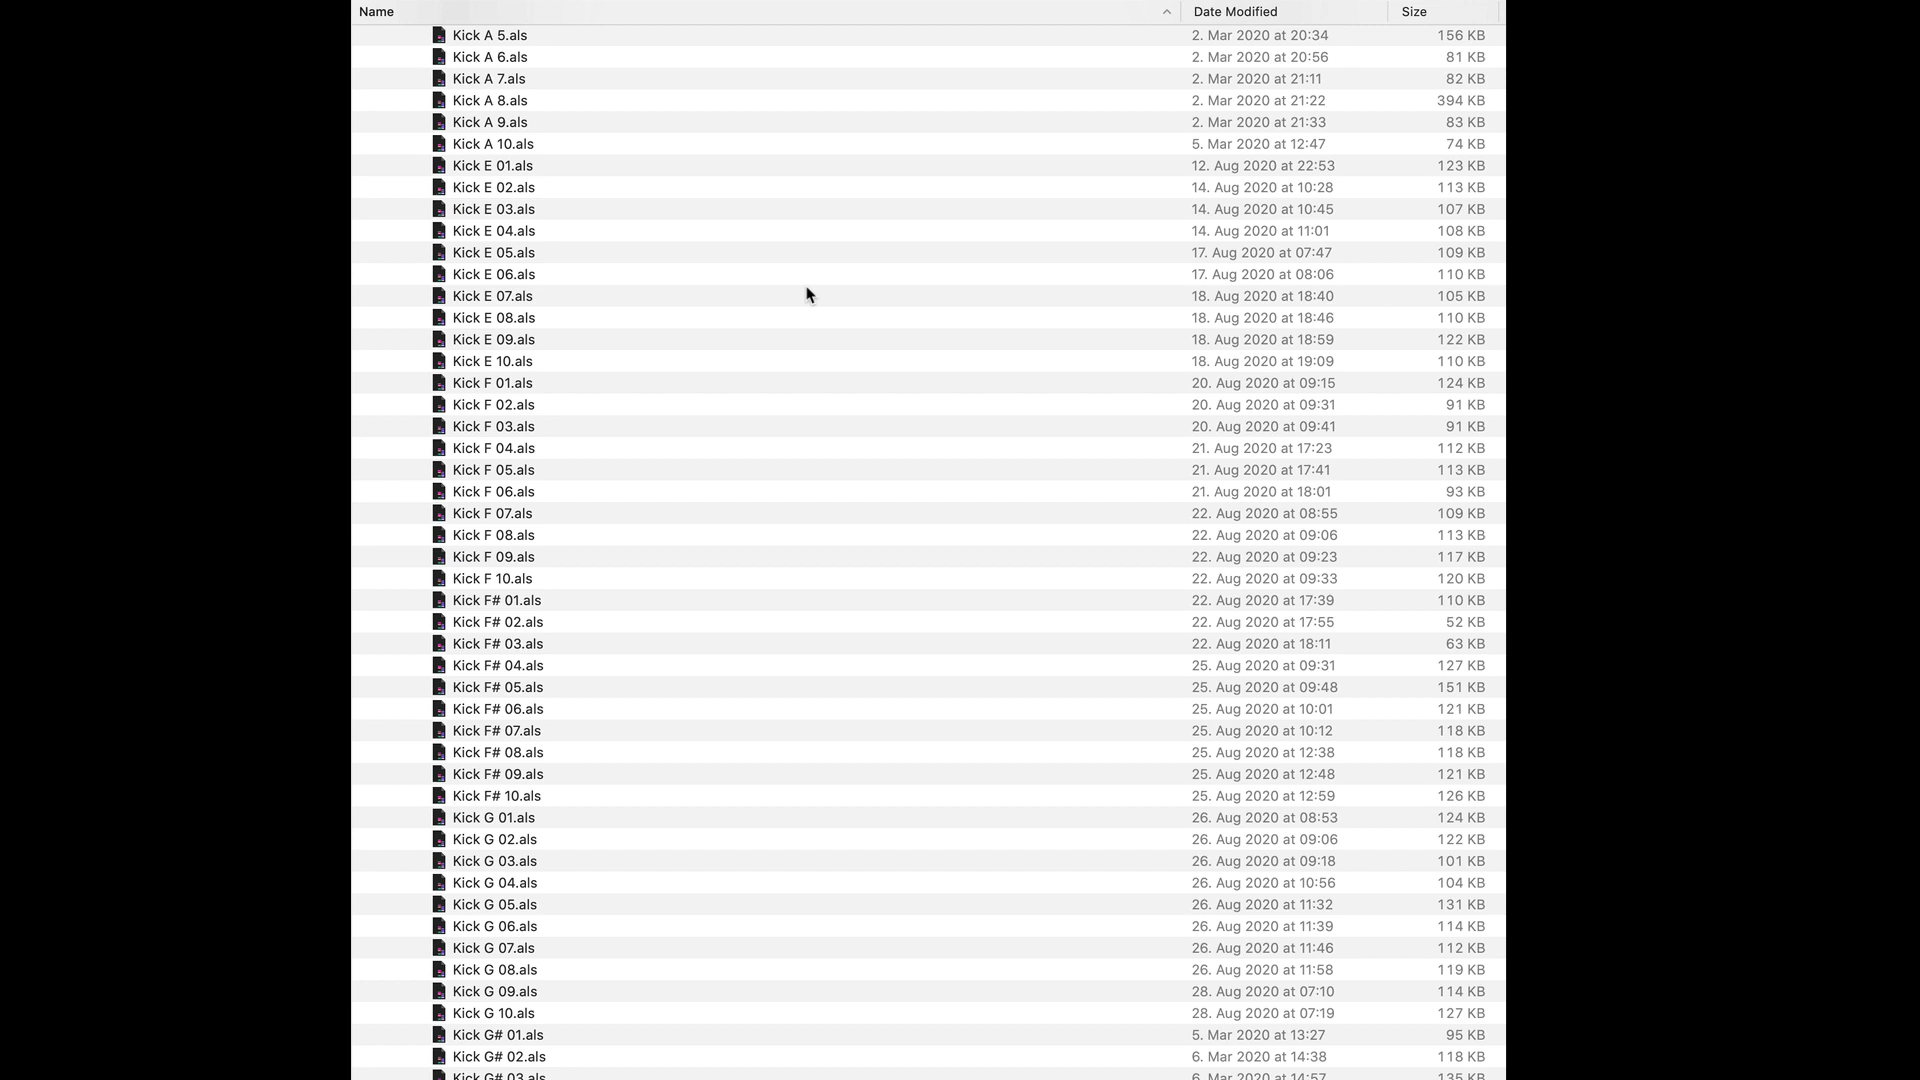 Name Date Modified Size
Kick A 5.als 2. Mar 2020 at 20:34 156 KB
Kick A 6.als 2. Mar 2020 at 20:56 81 KB
Kick A 7.als 2. Mar 2020 at 21:11 82 KB
Kick A 8.als 2. Mar 2020 at 21:22 394 KB
Kick A 9.als 2. Mar 2020 at 21:33 83 KB
Kick A 10.als 5. Mar 2020 at 12:47 74 KB
Kick E 01.als 12. Aug 2020 at 22:53 123 KB
Kick E 02.als 14. Aug 2020 at 10:28 113 KB
Kick E 03.als 14. Aug 2020 at 10:45 107 KB
Kick E 04.als 14. Aug 2020 at 11:01 108 KB
Kick E 05.als 17. Aug 2020 at 07:47 109 KB
Kick E 06.als 17. Aug 2020 at 08:06 110 KB
Kick E 07.als 18. Aug 2020 at 18:40 105 KB
Kick E 08.als 18. Aug 2020 at 18:46 110 KB
Kick E 09.als 18. Aug 2020 at 18:59 122 KB
Kick E 10.als 18. Aug 2020 at 19:09 110 KB
Kick F 01.als 20. Aug 2020 at 09:15 124 KB
Kick F 02.als 20. Aug 2020 at 09:31 91 KB
Kick F 03.als 20. Aug 2020 at 09:41 91 KB
Kick F 04.als 21. Aug 2020 at 17:23 112 KB
Kick F 05.als 21. Aug 2020 at 17:41 113 KB
Kick F 06.als 21. Aug 2020 at 18:01 93 KB
Kick F 07.als 22. Aug 2020 at 08:55 109 KB
Kick F 08.als 22. Aug 2020 at 09:06 113 KB
Kick F 09.als 22. Aug 2020 at 09:23 117 KB
Kick F 10.als 22. Aug 2020 at 09:33 120 KB
Kick F# 01.als 22. Aug 2020 at 17:39 110 KB
Kick F# 02.als 22. Aug 2020 at 17:55 52 KB
Kick F# 03.als 22. Aug 2020 at 18:11 63 KB
Kick F# 04.als 25. Aug 2020 at 09:31 127 KB
Kick F# 05.als 25. Aug 2020 at 09:48 151 KB
Kick F# 06.als 25. Aug 2020 at 10:01 121 KB
Kick F# 07.als 25. Aug 2020 at 10:12 118 KB
Kick F# 08.als 25. Aug 2020 at 12:38 118 KB
Kick F# 09.als 25. Aug 2020 at 12:48 121 KB
Kick F# 10.als 25. Aug 2020 at 12:59 126 KB
Kick G 01.als 26. Aug 2020 at 08:53 124 KB
Kick G 02.als 26. Aug 2020 at 09:06 122 KB
Kick G 03.als 26. Aug 2020 at 09:18 101 KB
Kick G 04.als 26. Aug 2020 at 10:56 104 KB
Kick G 05.als 26. Aug 2020 at 11:32 131 KB
Kick G 06.als 26. Aug 2020 at 11:39 114 KB
Kick G 07.als 26. Aug 2020 at 11:46 112 KB
Kick G 08.als 26. Aug 2020 at 11:58 119 KB
Kick G 09.als 28. Aug 2020 at 07:10 114 KB
Kick G 10.als 28. Aug 2020 at 07:19 127 KB
Kick G# 01.als 5. Mar 2020 at 13:27 95 KB
Kick G# 02.als 6. Mar 2020 at 14:38 118 KB
Kick G# 03.als 6. Mar 2020 at 14:57 135 KB